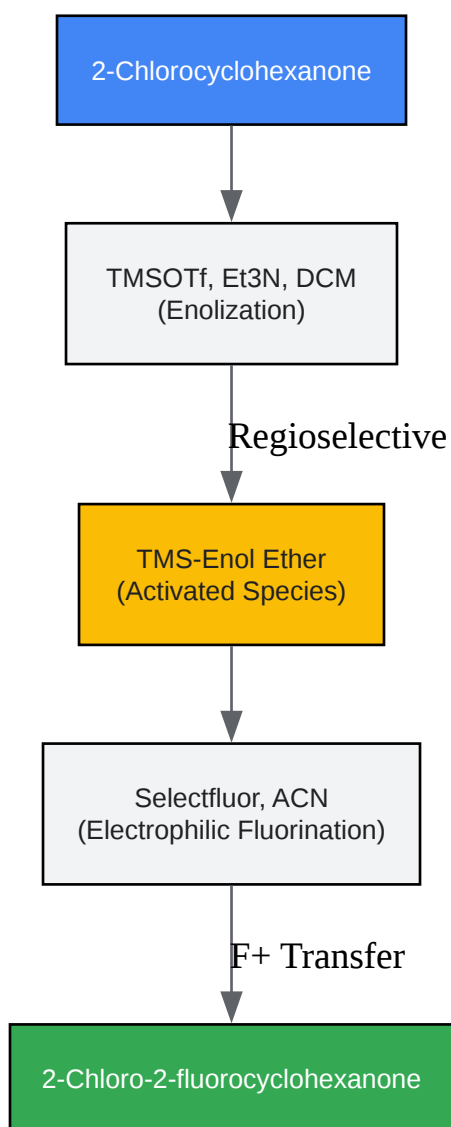 2-Chlorocyclohexanone
TMSOTf, Et3N, DCM
(Enolization)
Regioselective
TMS-Enol Ether
(Activated Species)
Selectfluor, ACN
(Electrophilic Fluorination)
F+ Transfer
2-Chloro-2-fluorocyclohexanone